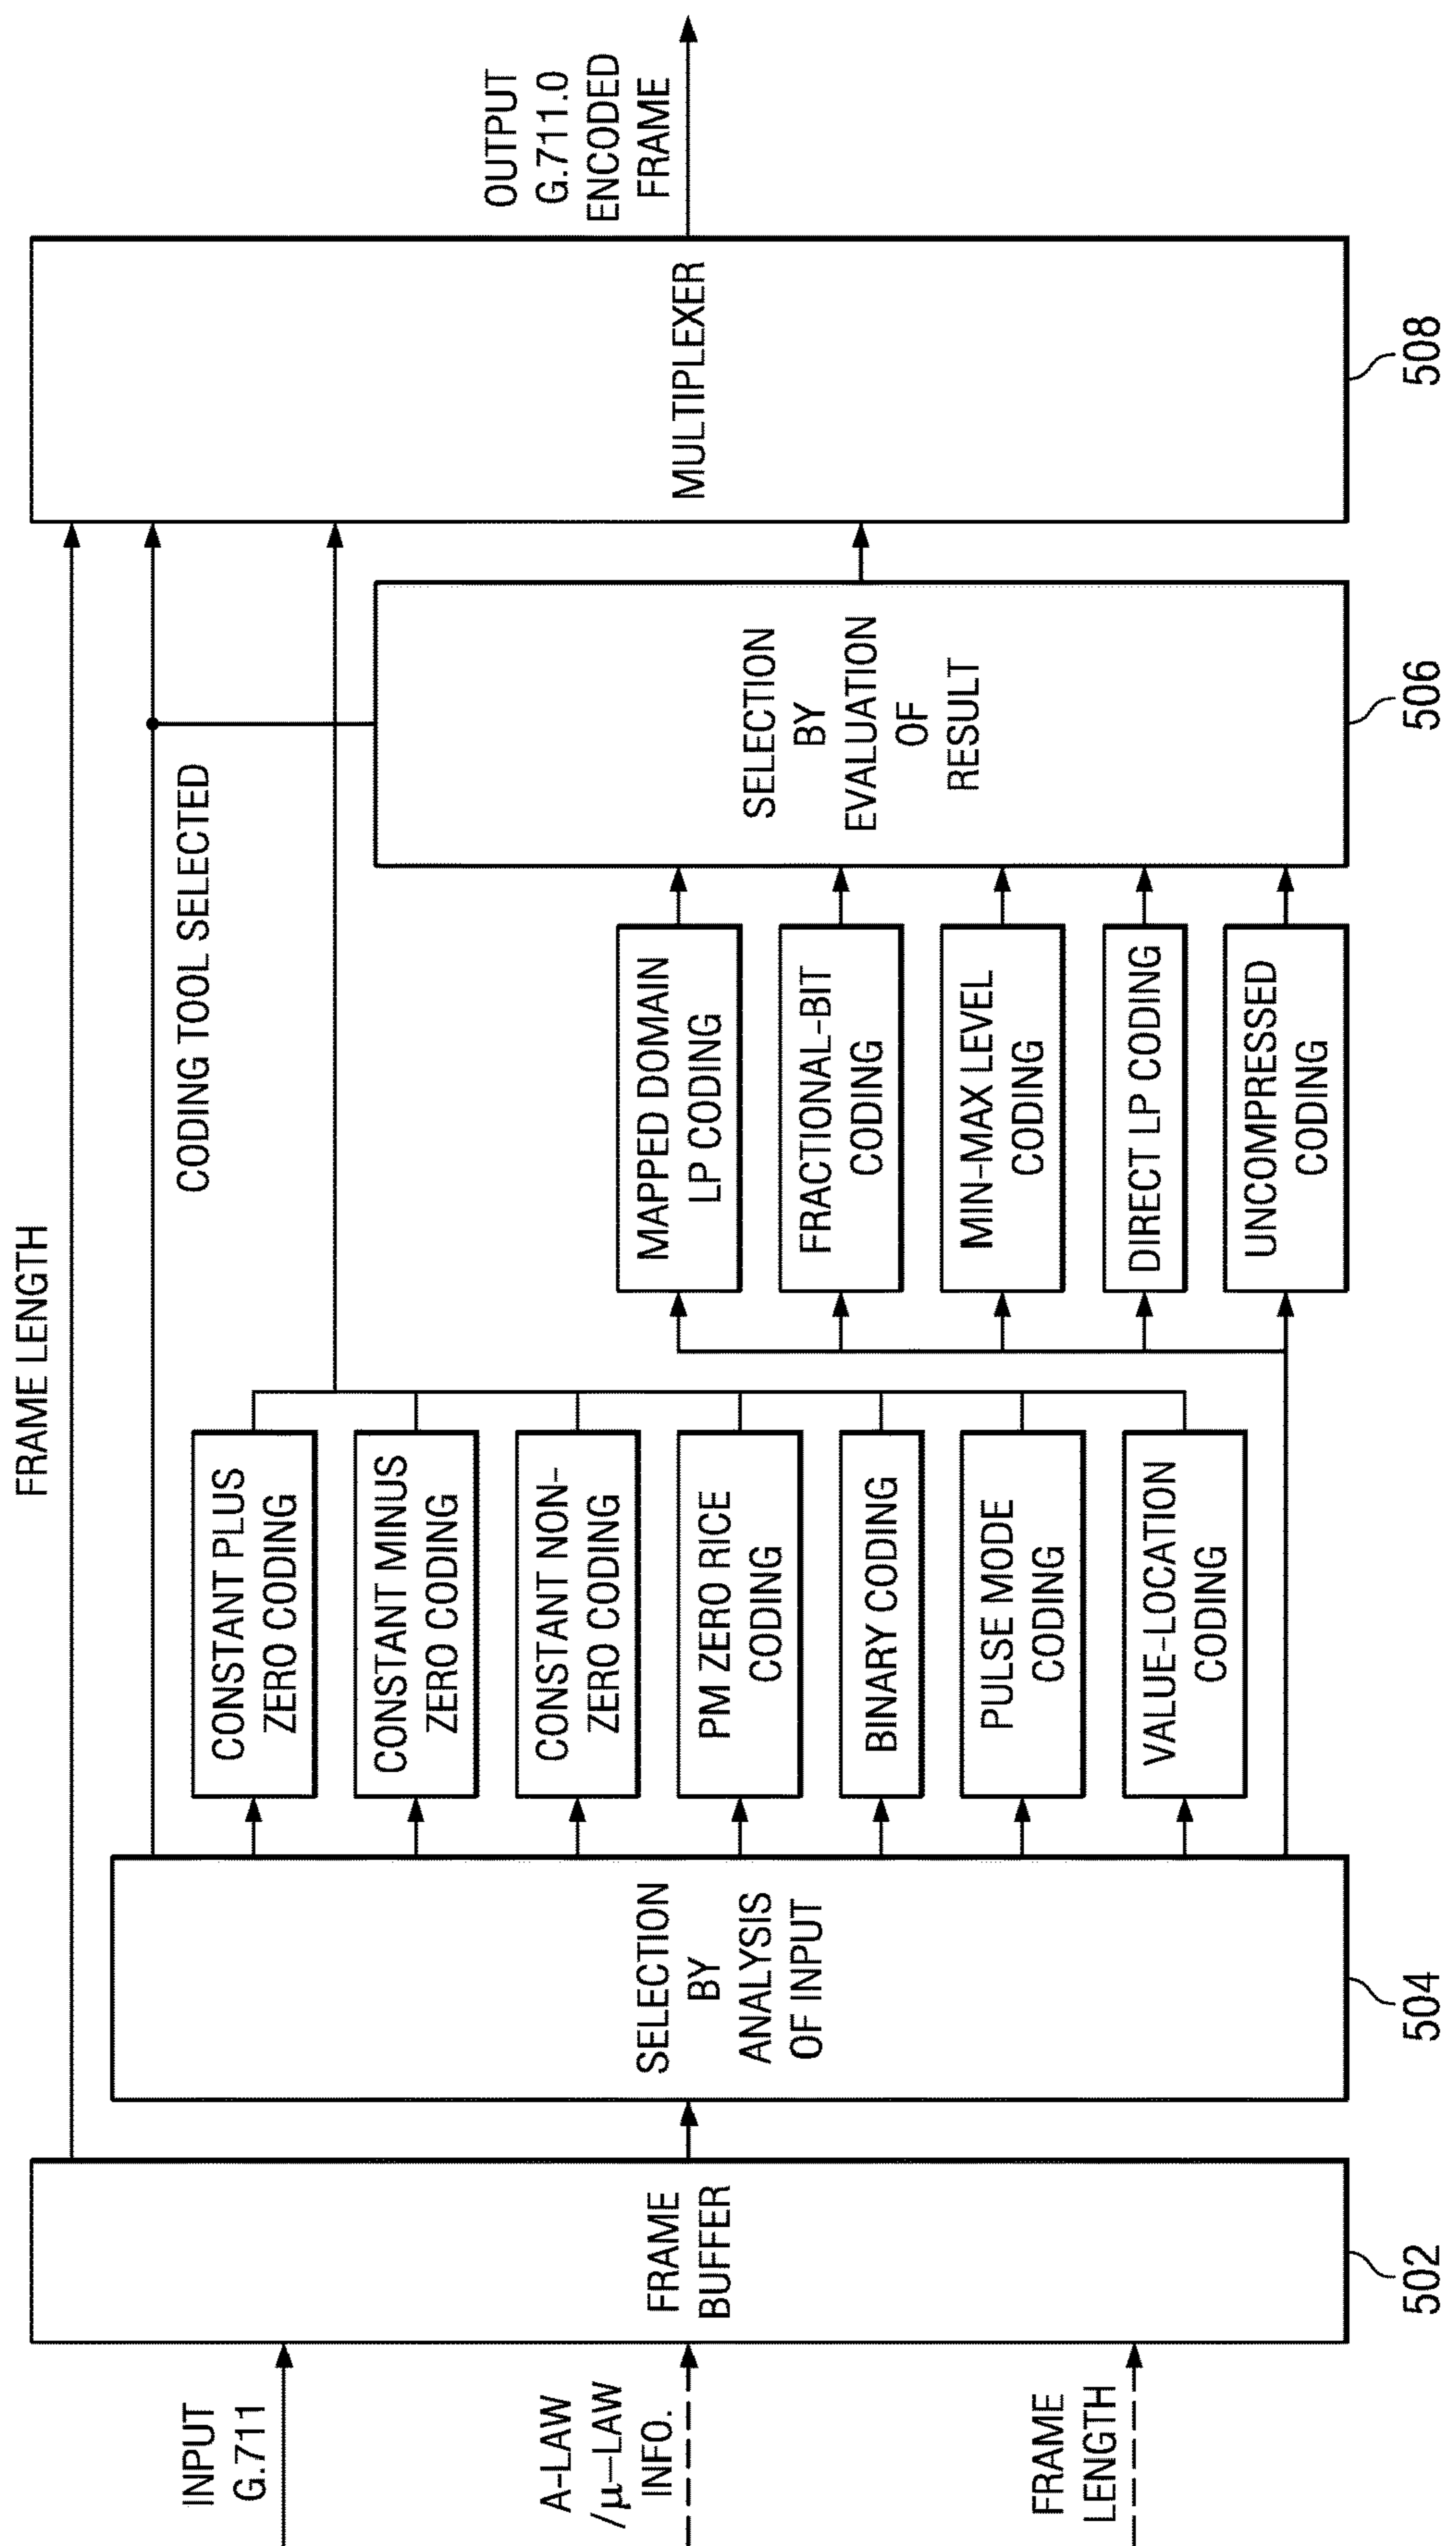 FRAME LENGTH
CODING TOOL SELECTED
INPUT
G.711
A-LAW
/µ-LAW
INFO.
FRAME
LENGTH
FRAME
BUFFER
502
SELECTION
BY
ANALYSIS
OF INPUT
504
CONSTANT PLUS
ZERO CODING
CONSTANT MINUS
ZERO CODING
CONSTANT NON-
ZERO CODING
PM ZERO RICE
CODING
BINARY CODING
PULSE MODE
CODING
VALUE-LOCATION
CODING
MAPPED DOMAIN
LP CODING
FRACTIONAL-BIT
CODING
MIN-MAX LEVEL
CODING
DIRECT LP CODING
UNCOMPRESSED
CODING
SELECTION
BY
EVALUATION
OF
RESULT
506
MULTIPLEXER
508
OUTPUT
G.711.0
ENCODED
FRAME